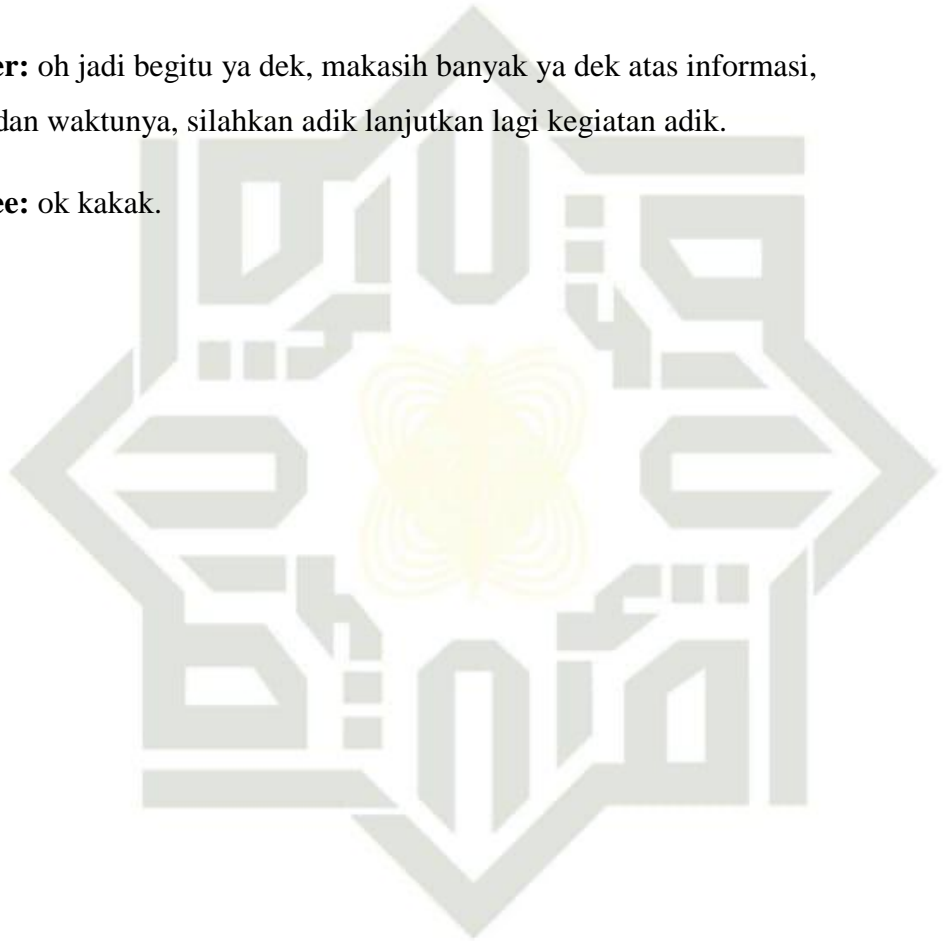 er: oh jadi begitu ya dek, makasih banyak ya dek atas informasi,
dan waktunya, silahkan adik lanjutkan lagi kegiatan adik.
ee: ok kakak.